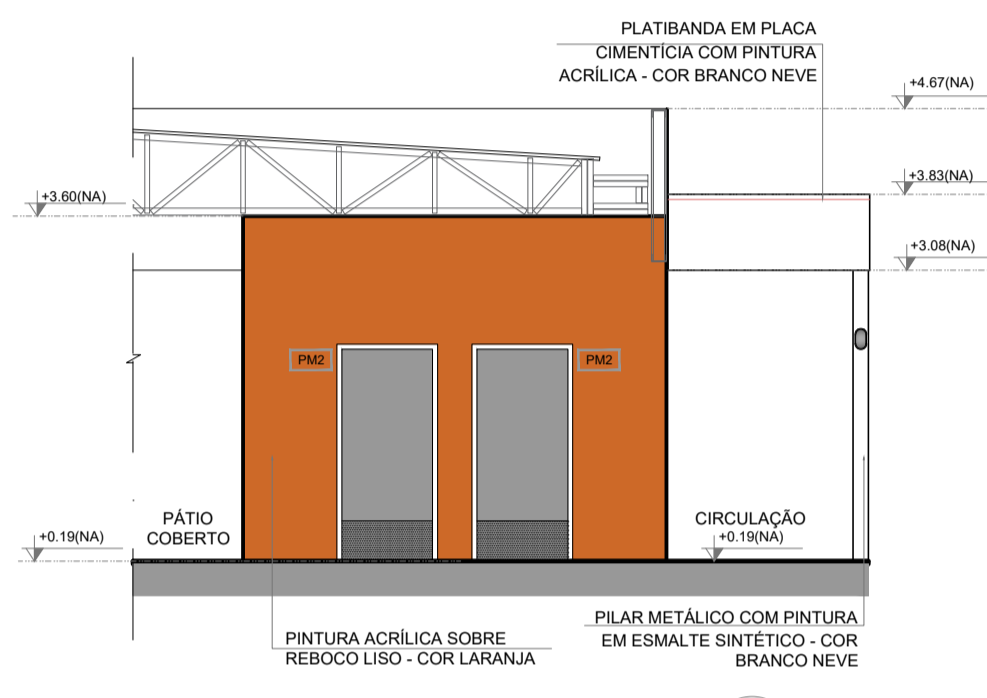 PLATIBANDA EM PLACA
CIMENTÍCIA COM PINTURA
ACRÍLICA - COR BRANCO NEVE
+4.67(NA)
+3.83(NA)
+3.60(NA)
+3.08(NA)
PM2
PM2
PÁTIO
COBERTO
+0.19(NA)
CIRCULAÇÃO
+0.19(NA)
PINTURA ACRÍLICA SOBRE
REBOCO LISO - COR LARANJA
PILAR METÁLICO COM PINTURA
EM ESMALTE SINTÉTICO - COR
BRANCO NEVE